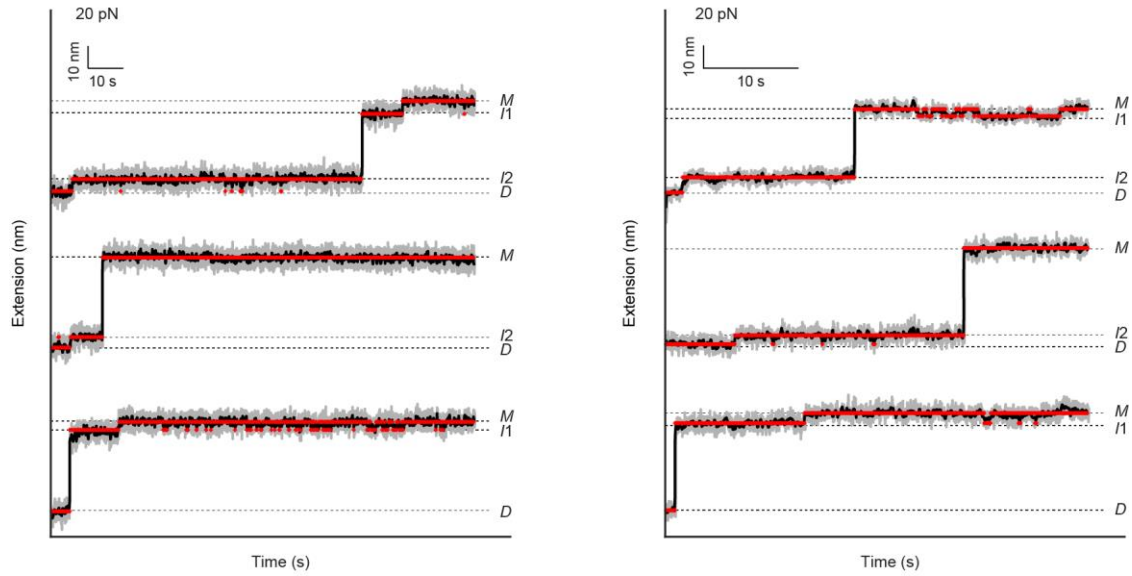 20 pN
10 nm
10 s
M
I1
I2
D
M
I2
D
M
I1
D
Extension (nm)
Time (s)
20 pN
10 nm
10 s
M
I1
I2
D
M
I2
D
M
I1
D
Extension (nm)
Time (s)